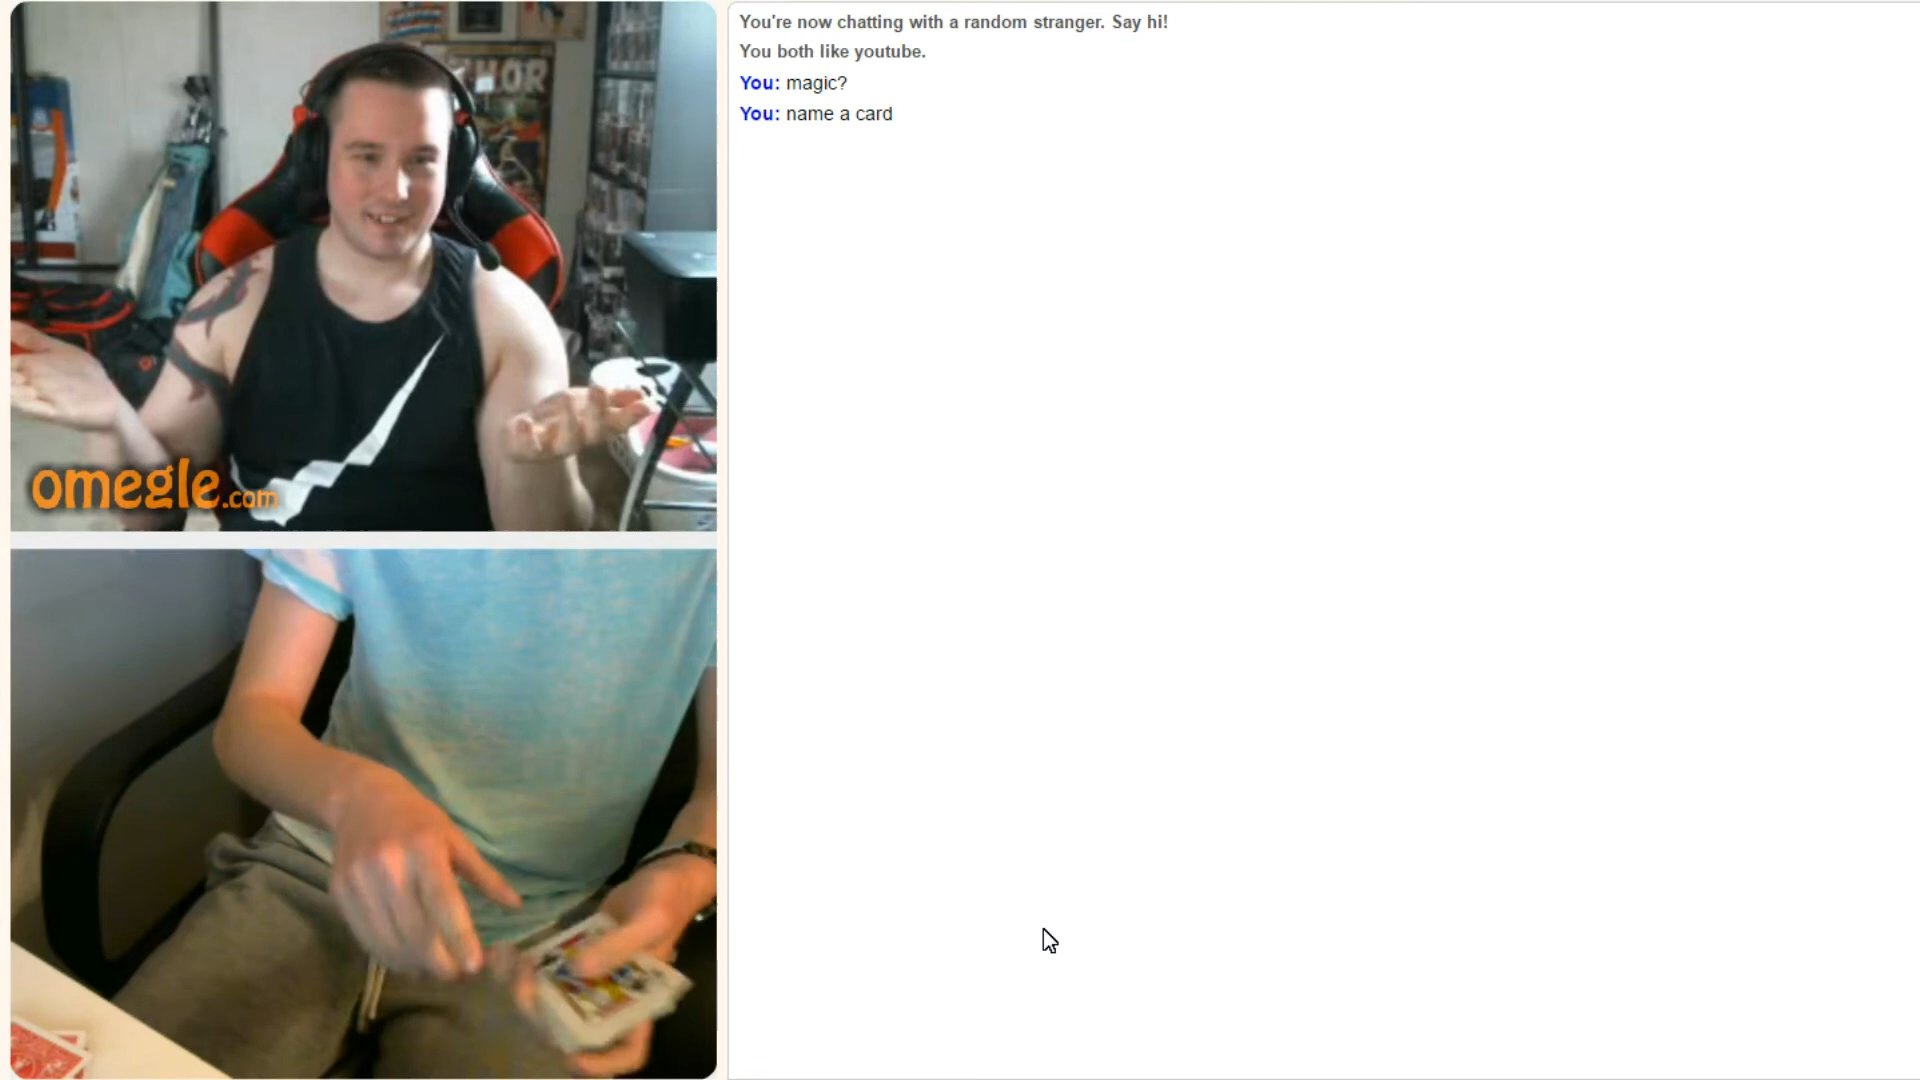 THOR
omegle.com
You're now chatting with a random stranger. Say hi!
You both like youtube.
You: magic?
You: name a card